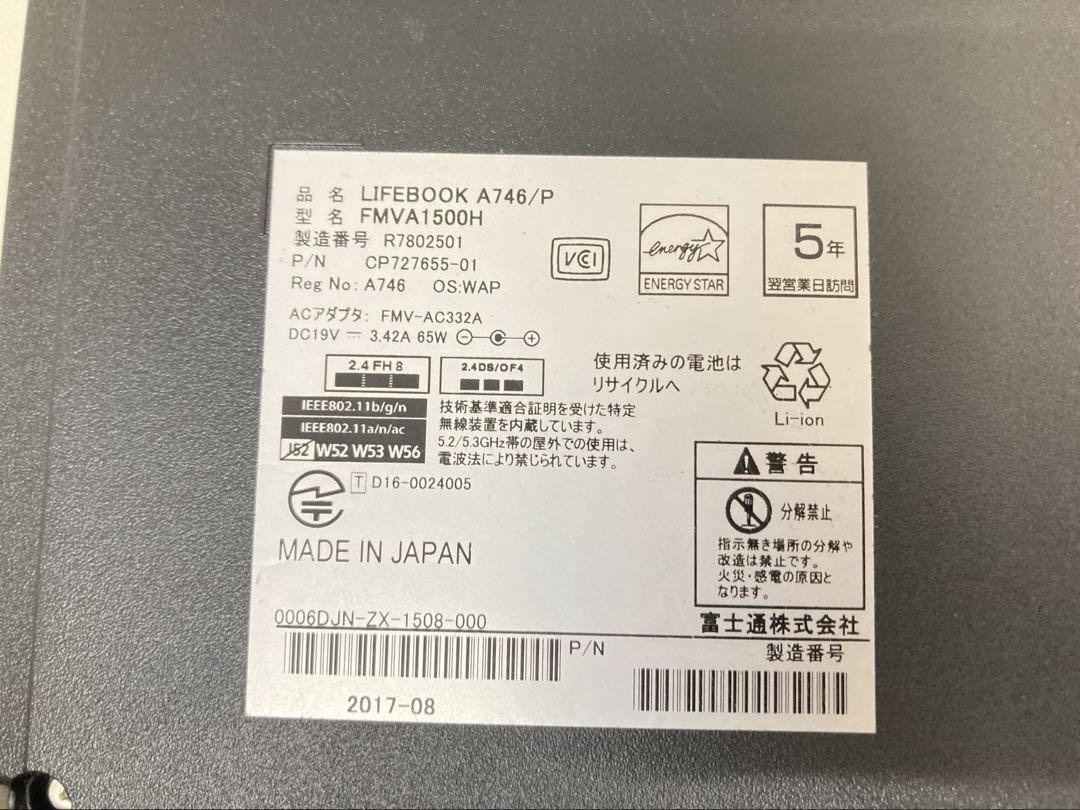 品 名 LIFEBOOK A746/P
型 名 FMVA1500H
製造番号 R7802501
P/N CP727655-01
Reg No: A746 OS:WAP
VCI
energy
ENERGY STAR
5年
翌営業日訪問
ACアダプタ: FMV-AC332A
DC19V ⎓ 3.42A 65W
2.4 FH 8
2.4DS/OF4
IEEE802.11b/g/n
IEEE802.11a/n/ac
J52 W52 W53 W56
技術基準適合証明を受けた特定
無線装置を内蔵しています。
5.2/5.3GHz帯の屋外での使用は、
電波法により禁じられています。
使用済みの電池は
リサイクルへ
Li-ion
T D16-0024005
MADE IN JAPAN
警 告
分解禁止
指示無き場所の分解や
改造は禁止です。
火災・感電の原因と
なります。
富士通株式会社
0006DJN-ZX-1508-000
P/N
製造番号
2017-08